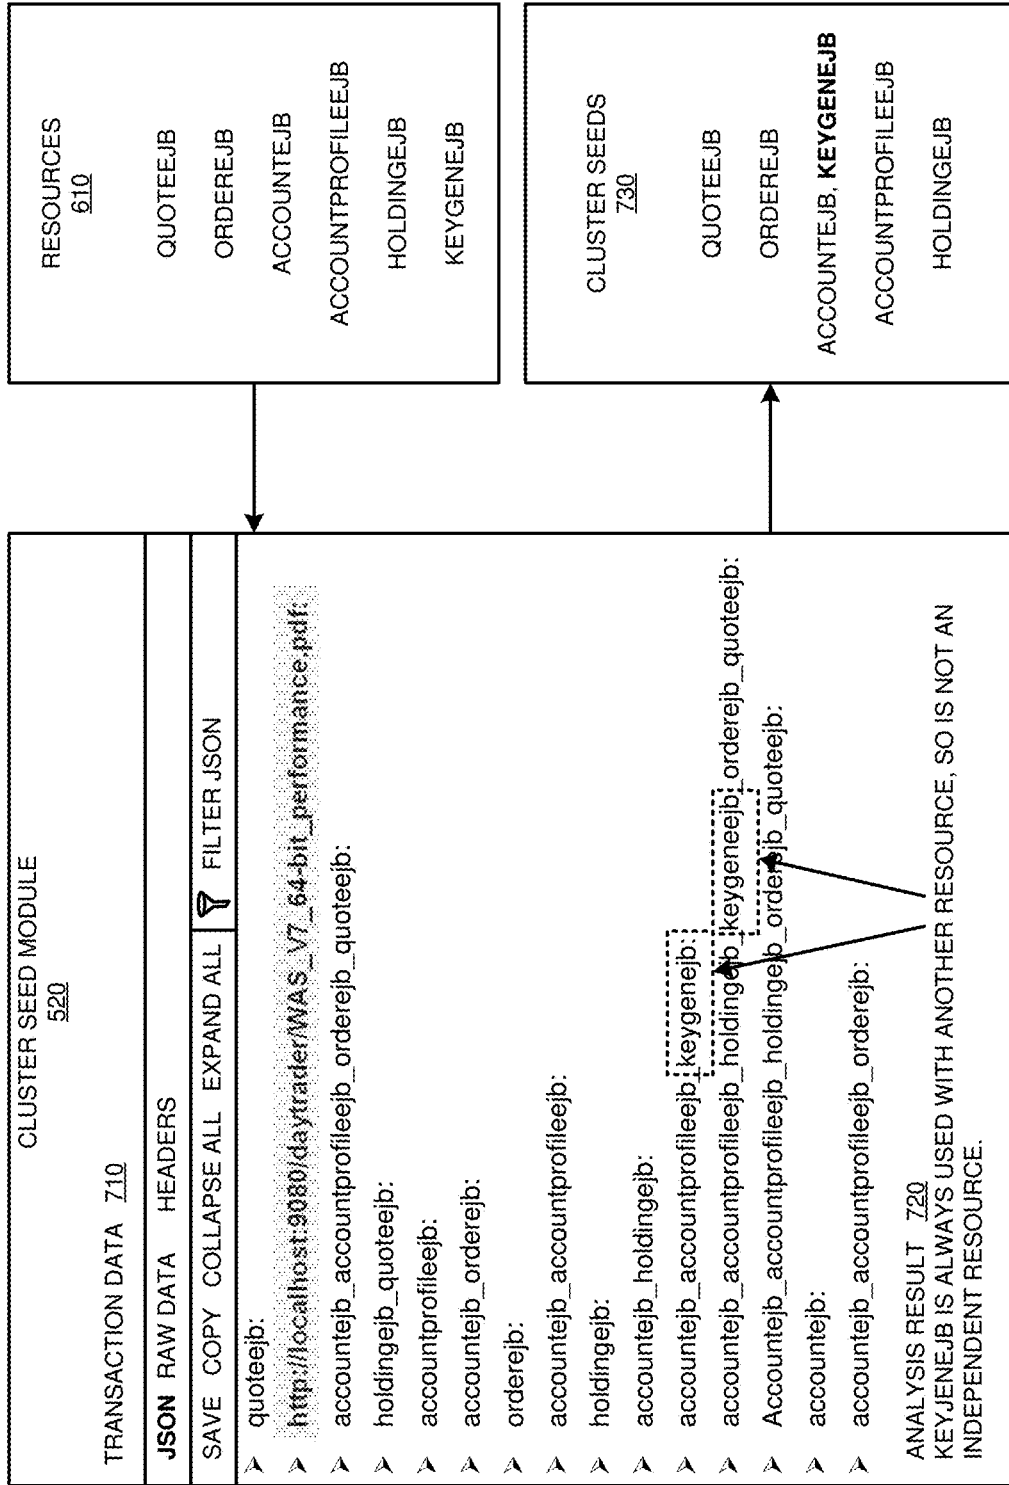 CLUSTER SEED MODULE
520
TRANSACTION DATA 710
JSON RAW DATA HEADERS
SAVE COPY COLLAPSE ALL EXPAND ALL FILTER JSON
quoteejb:
http://localhost:9080/daytrader/WAS_V7_64-bit_performance.pdf:
accountejb_accountprofileejb_orderejb_quoteejb:
holdingejb_quoteejb:
accountprofileejb:
accountejb_orderejb:
orderejb:
accountejb_accountprofileejb:
holdingejb:
accountejb_holdingejb:
accountejb_accountprofileejb_keygenejb:
accountejb_accountprofileejb_holdingejb_keygeneejb_orderejb_quoteejb:
Accountejb_accountprofileejb_holdingejb_orderejb_quoteejb:
accountejb:
accountejb_accountprofileejb_orderejb:
ANALYSIS RESULT 720
KEYJENEJB IS ALWAYS USED WITH ANOTHER RESOURCE, SO IS NOT AN
INDEPENDENT RESOURCE.
RESOURCES
610
QUOTEEJB
ORDEREJB
ACCOUNTEJB
ACCOUNTPROFILEEJB
HOLDINGEJB
KEYGENEJB
CLUSTER SEEDS
730
QUOTEEJB
ORDEREJB
ACCOUNTEJB, KEYGENEJB
ACCOUNTPROFILEEJB
HOLDINGEJB